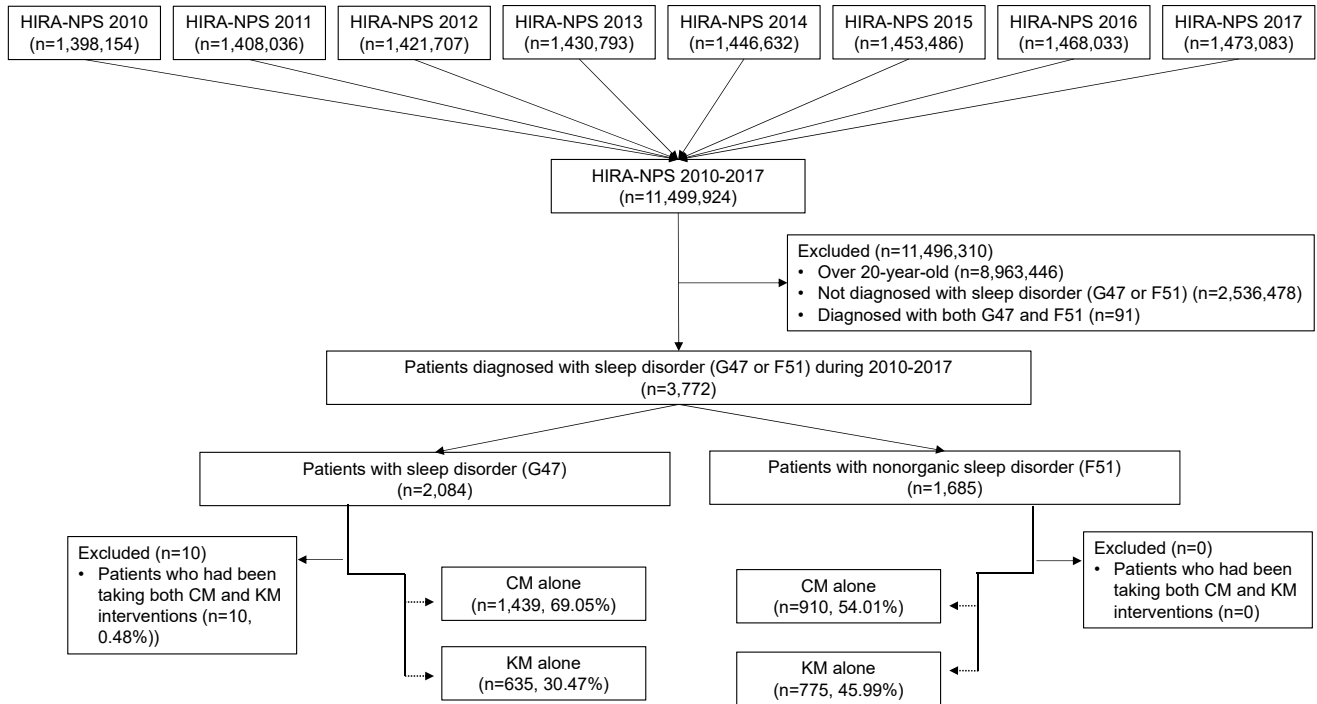 HIRA-NPS 2010
(n=1,398,154)
HIRA-NPS 2011
(n=1,408,036)
HIRA-NPS 2012
(n=1,421,707)
HIRA-NPS 2013
(n=1,430,793)
HIRA-NPS 2014
(n=1,446,632)
HIRA-NPS 2015
(n=1,453,486)
HIRA-NPS 2016
(n=1,468,033)
HIRA-NPS 2017
(n=1,473,083)
HIRA-NPS 2010-2017
(n=11,499,924)
Excluded (n=11,496,310)
• Over 20-year-old (n=8,963,446)
• Not diagnosed with sleep disorder (G47 or F51) (n=2,536,478)
• Diagnosed with both G47 and F51 (n=91)
Patients diagnosed with sleep disorder (G47 or F51) during 2010-2017
(n=3,772)
Patients with sleep disorder (G47)
(n=2,084)
Patients with nonorganic sleep disorder (F51)
(n=1,685)
Excluded (n=10)
• Patients who had been
taking both CM and KM
interventions (n=10,
0.48%))
CM alone
(n=1,439, 69.05%)
KM alone
(n=635, 30.47%)
CM alone
(n=910, 54.01%)
KM alone
(n=775, 45.99%)
Excluded (n=0)
• Patients who had been
taking both CM and KM
interventions (n=0)